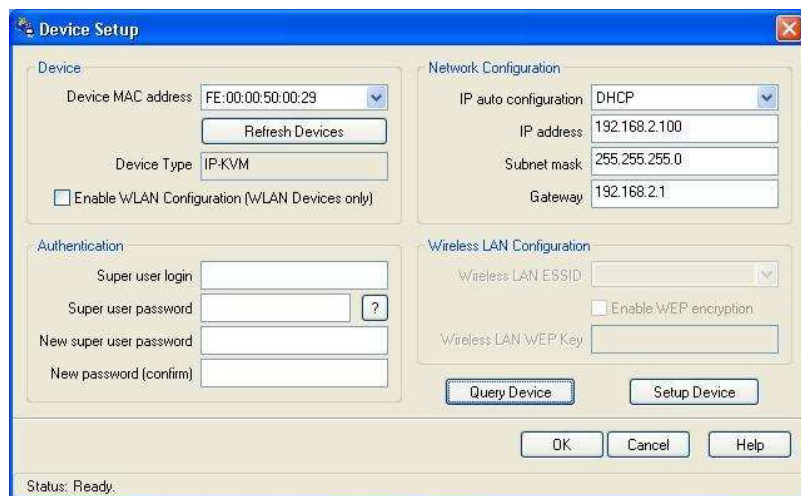 Device Setup
Device
Device MAC address FE:00:00:50:00:29
Refresh Devices
Device Type IP-KVM
Enable WLAN Configuration (WLAN Devices only)
Network Configuration
IP auto configuration DHCP
IP address 192.168.2.100
Subnet mask 255.255.255.0
Gateway 192.168.2.1
Authentication
Super user login
Super user password ?
New super user password
New password (confirm)
Wireless LAN Configuration
Wireless LAN ESSID
Enable WEP encryption
Wireless LAN WEP Key
Query Device Setup Device
OK Cancel Help
Status: Ready.